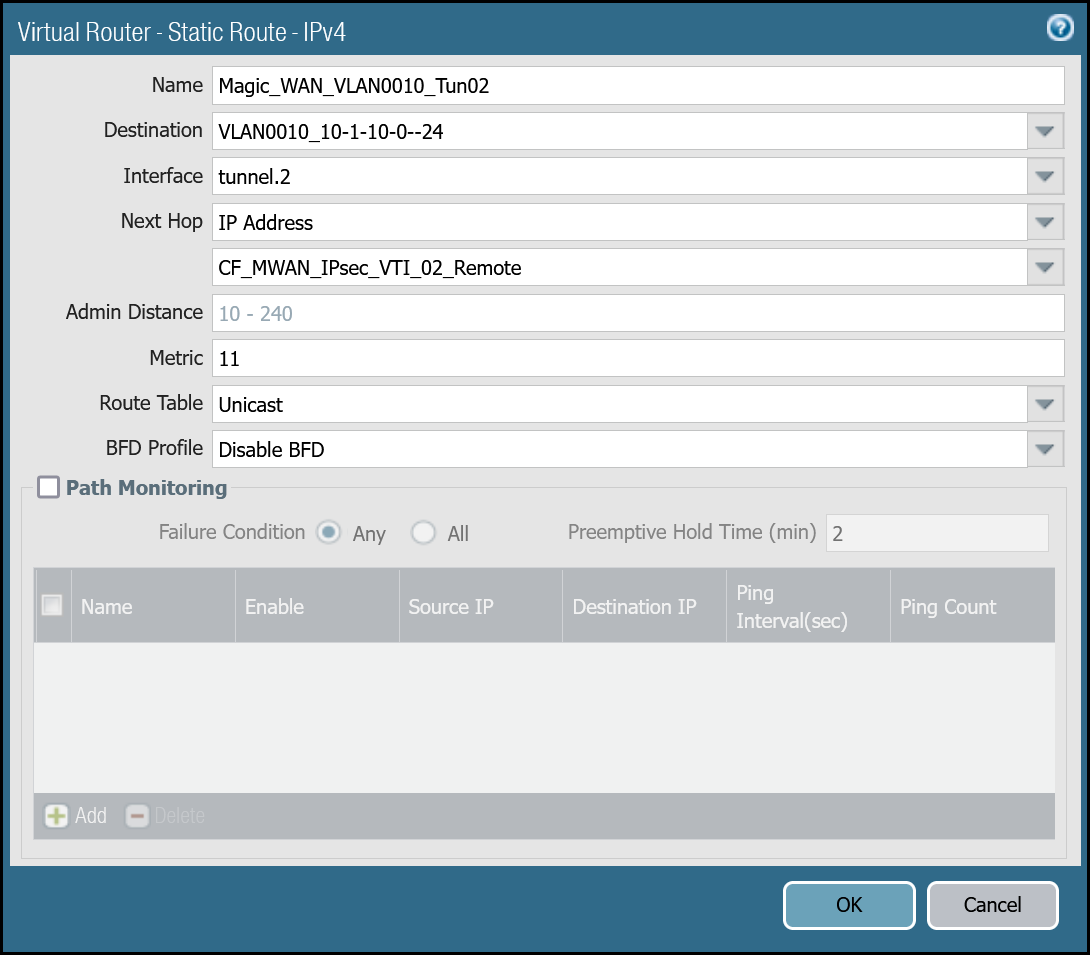 Virtual Router - Static Route - IPv4
Name Magic_WAN_VLAN0010_Tun02
Destination VLAN0010_10-1-10-0--24
Interface tunnel.2
Next Hop IP Address
CF_MWAN_IPsec_VTI_02_Remote
Admin Distance 10 - 240
Metric 11
Route Table Unicast
BFD Profile Disable BFD
Path Monitoring
Failure Condition Any All Preemptive Hold Time (min) 2
Name Enable Source IP Destination IP Ping Interval(sec) Ping Count
Add Delete
OK Cancel